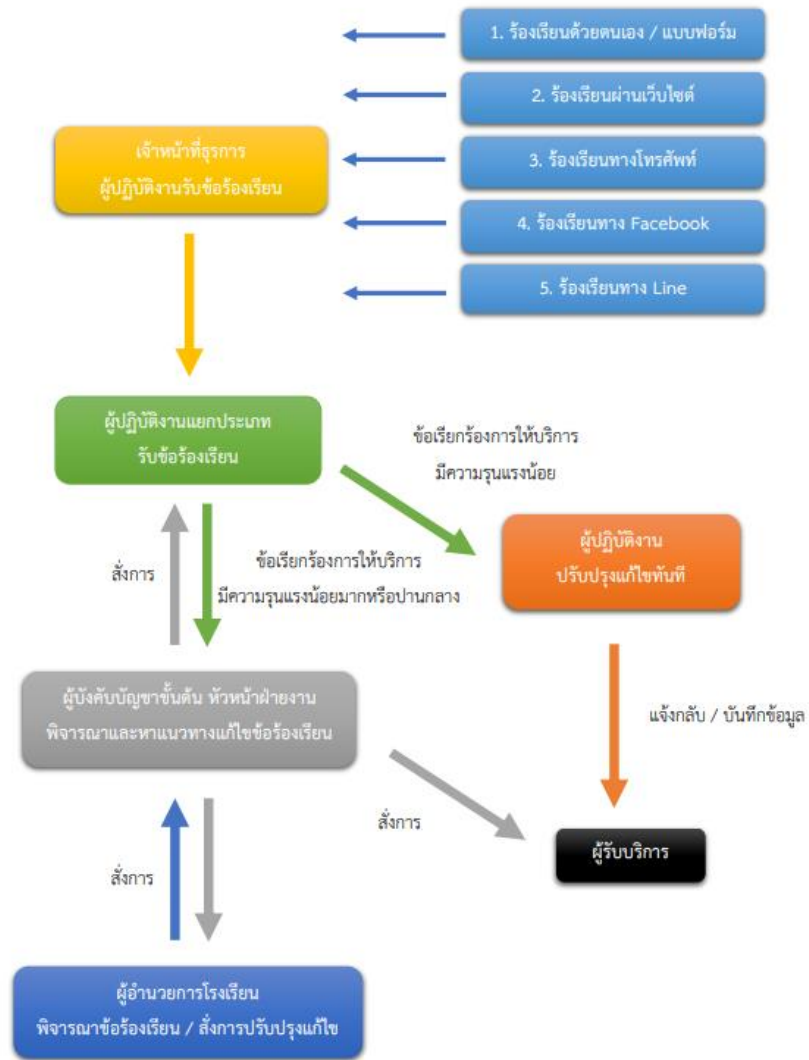 1. ร้องเรียนด้วยตนเอง / แบบฟอร์ม
2. ร้องเรียนผ่านเว็บไซต์
3. ร้องเรียนทางโทรศัพท์
4. ร้องเรียนทาง Facebook
5. ร้องเรียนทาง Line
เจ้าหน้าที่ธุรการ
ผู้ปฏิบัติงานรับข้อร้องเรียน
ผู้ปฏิบัติงานแยกประเภท
รับข้อร้องเรียน
ข้อเรียกร้องการให้บริการ
มีความรุนแรงน้อย
สั่งการ
ข้อเรียกร้องการให้บริการ
มีความรุนแรงน้อยมากหรือปานกลาง
ผู้ปฏิบัติงาน
ปรับปรุงแก้ไขทันที
ผู้บังคับบัญชาขั้นต้น หัวหน้าฝ่ายงาน
พิจารณาและหาแนวทางแก้ไขข้อร้องเรียน
แจ้งกลับ / บันทึกข้อมูล
สั่งการ
สั่งการ
ผู้รับบริการ
ผู้อำนวยการโรงเรียน
พิจารณาข้อร้องเรียน / สั่งการปรับปรุงแก้ไข